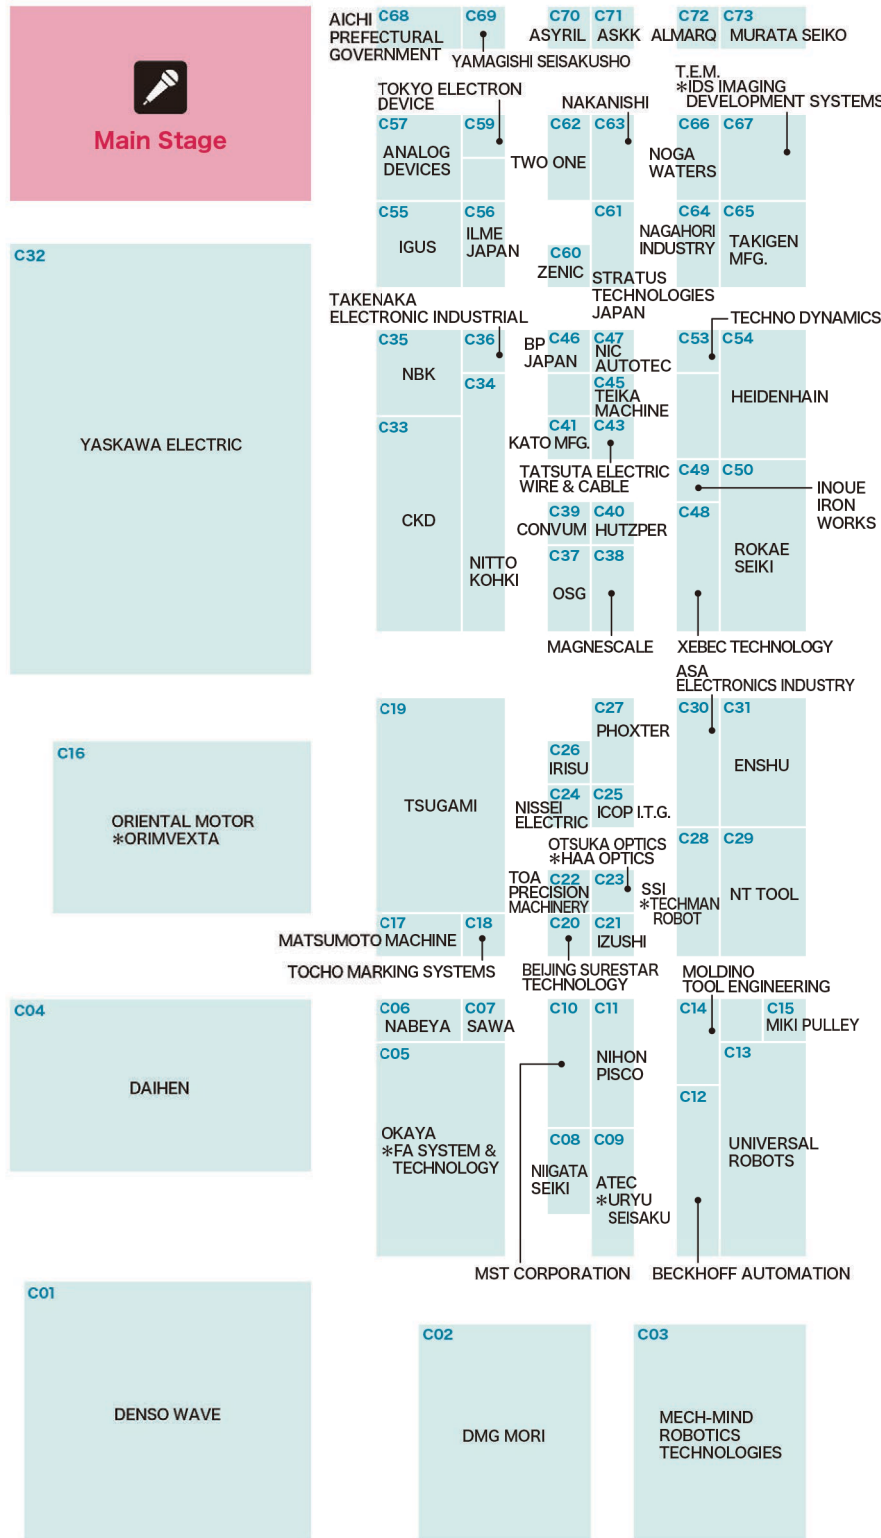 C68
C69
C70
C71
C72
C73
AICHI
PREFECTURAL
GOVERNMENT
ASYRIL
ASKK
ALMARQ
MURATA SEIKO
YAMAGISHI SEISAKUSHO
Main Stage
TOKYO ELECTRON
DEVICE
NAKANISHI
T.E.M.
*IDS IMAGING
DEVELOPMENT SYSTEMS
C57
C59
C62
C63
C66
C67
ANALOG
DEVICES
TWO ONE
NOGA
WATERS
C55
C56
C61
C64
C65
IGUS
ILME
JAPAN
C60
ZENIC
STRATUS
TECHNOLOGIES
JAPAN
NAGAHORI
INDUSTRY
TAKIGEN
MFG.
C32
YASKAWA ELECTRIC
TAKENAKA
ELECTRONIC INDUSTRIAL
TECHNO DYNAMICS
C35
C36
C46
C47
C53
C54
NBK
BP
JAPAN
NIC
AUTOTEC
C34
C45
TEIKA
MACHINE
HEIDENHAIN
C33
C41
C43
KATO MFG.
TATSUTA ELECTRIC
WIRE & CABLE
C49
C50
INOUE
IRON
WORKS
CKD
NITTO
KOHKI
C39
C40
CONVUM
HUTZPER
C48
ROKAE
SEIKI
C37
C38
OSG
MAGNESCALE
XEBEC TECHNOLOGY
ASA
ELECTRONICS INDUSTRY
C16
ORIENTAL MOTOR
*ORIMVEXTA
C19
TSUGAMI
C27
PHOXTER
C30
C31
ENSHU
C26
IRISU
C24
C25
NISSEI
ELECTRIC
ICOP I.T.G.
OTSUKA OPTICS
*HAA OPTICS
C28
C29
TOA
PRECISION
MACHINERY
C22
C23
SSI
*TECHMAN
ROBOT
NT TOOL
C17
C18
C20
C21
MATSUMOTO MACHINE
IZUSHI
TOCHO MARKING SYSTEMS
BEIJING SURESTAR
TECHNOLOGY
MOLDINO
TOOL ENGINEERING
C04
DAIHEN
C06
C07
C10
C11
C14
C15
NABEYA
SAWA
MIKI PULLEY
C05
C13
NIHON
PISCO
C12
OKAYA
*FA SYSTEM &
TECHNOLOGY
C08
C09
NIIGATA
SEIKI
ATEC
*URYU
SEISAKU
UNIVERSAL
ROBOTS
MST CORPORATION
BECKHOFF AUTOMATION
C01
DENSO WAVE
C02
DMG MORI
C03
MECH-MIND
ROBOTICS
TECHNOLOGIES